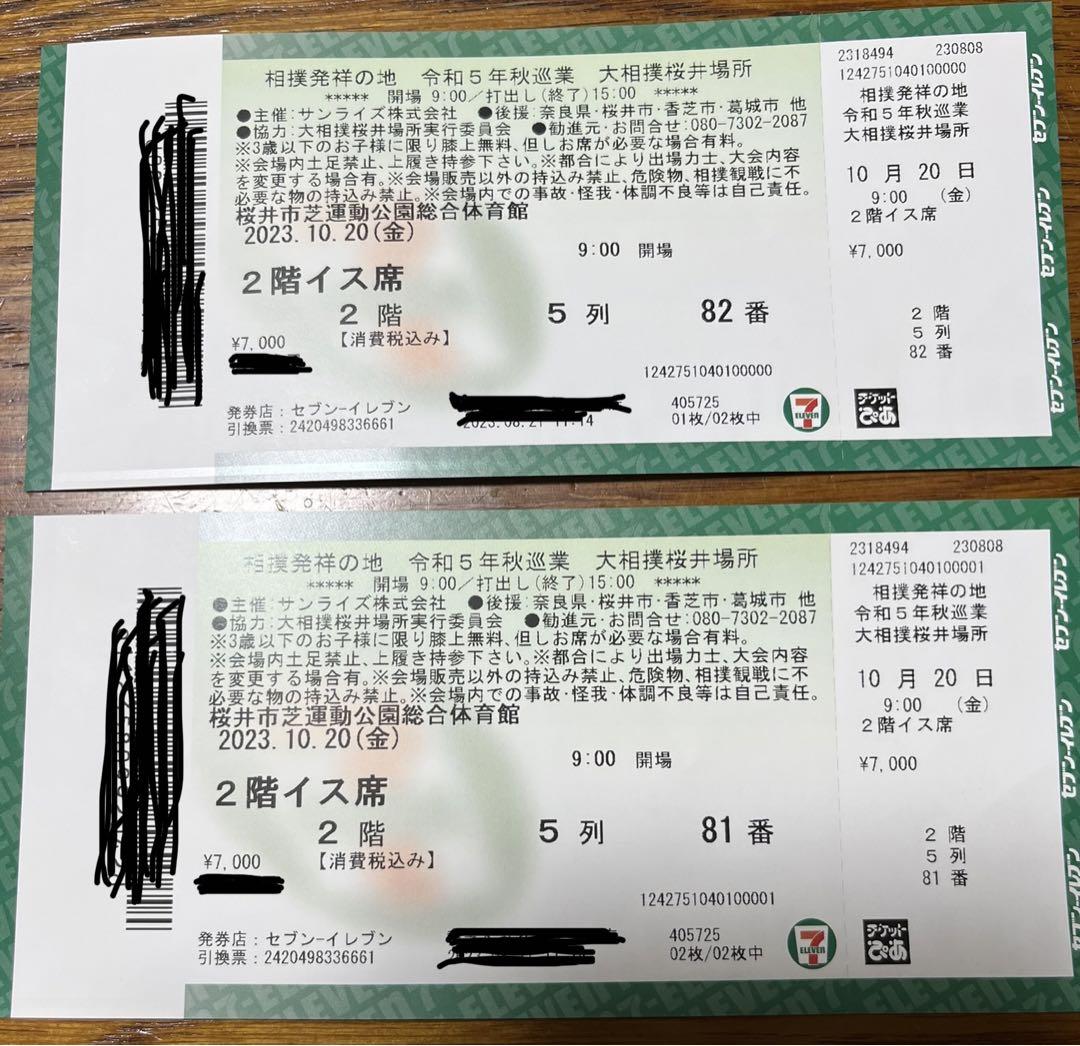 相撲発祥の地 令和5年秋巡業 大相撲桜井場所
***** 開場 9:00/打出し(終了)15:00 *****
●主催:サンライズ株式会社 ●後援:奈良県・桜井市・香芝市・葛城市 他
●協力:大相撲桜井場所実行委員会 ●勧進元・お問合せ:080-7302-2087
※3歳以下のお子様に限り膝上無料、但しお席が必要な場合有料。
※会場内土足禁止、上履き持参下さい。※都合により出場力士、大会内容
を変更する場合有。※会場販売以外の持込み禁止、危険物、相撲観戦に不
必要な物の持込み禁止。※会場内での事故・怪我・体調不良等は自己責任。
桜井市芝運動公園総合体育館
2023.10.20(金)
9:00 開場
2階イス席
2 階 5 列 82 番
¥7,000 【消費税込み】
1242751040100000
発券店:セブン-イレブン
引換票:2420498336661
405725
01枚/02枚中
7 ELEVEN
2318494 230808
1242751040100000
相撲発祥の地
令和5年秋巡業
大相撲桜井場所
10 月 20 日
9:00 (金)
2階イス席
¥7,000
2 階
5 列
82 番
チケットぴあ
セブン-イレブン
セブン-イレブン
セブン-イレブン
相撲発祥の地 令和5年秋巡業 大相撲桜井場所
***** 開場 9:00/打出し(終了)15:00 *****
●主催:サンライズ株式会社 ●後援:奈良県・桜井市・香芝市・葛城市 他
●協力:大相撲桜井場所実行委員会 ●勧進元・お問合せ:080-7302-2087
※3歳以下のお子様に限り膝上無料、但しお席が必要な場合有料。
※会場内土足禁止、上履き持参下さい。※都合により出場力士、大会内容
を変更する場合有。※会場販売以外の持込み禁止、危険物、相撲観戦に不
必要な物の持込み禁止。※会場内での事故・怪我・体調不良等は自己責任。
桜井市芝運動公園総合体育館
2023.10.20(金)
9:00 開場
2階イス席
2 階 5 列 81 番
¥7,000 【消費税込み】
1242751040100001
発券店:セブン-イレブン
引換票:2420498336661
405725
02枚/02枚中
7 ELEVEN
2318494 230808
1242751040100001
相撲発祥の地
令和5年秋巡業
大相撲桜井場所
10 月 20 日
9:00 (金)
2階イス席
¥7,000
2 階
5 列
81 番
チケットぴあ
セブン-イレブン
セブン-イレブン
セブン-イレブン